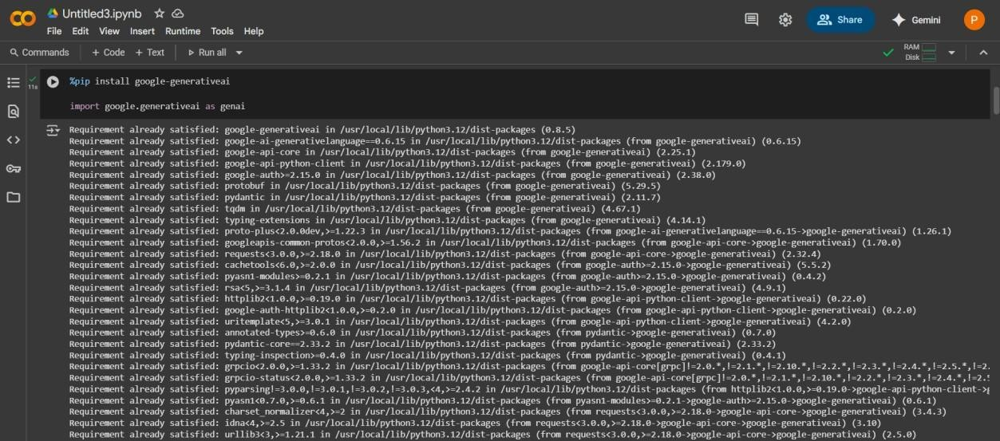 Untitled3.ipynb
File Edit View Insert Runtime Tools Help
Share
Gemini
P
Commands + Code + Text Run all
RAM
Disk
11s
%pip install google-generativeai
import google.generativeai as genai
Requirement already satisfied: google-generativeai in /usr/local/lib/python3.12/dist-packages (0.8.5)
Requirement already satisfied: google-ai-generativelanguage==0.6.15 in /usr/local/lib/python3.12/dist-packages (from google-generativeai) (0.6.15)
Requirement already satisfied: google-api-core in /usr/local/lib/python3.12/dist-packages (from google-generativeai) (2.25.1)
Requirement already satisfied: google-api-python-client in /usr/local/lib/python3.12/dist-packages (from google-generativeai) (2.179.0)
Requirement already satisfied: google-auth>=2.15.0 in /usr/local/lib/python3.12/dist-packages (from google-generativeai) (2.38.0)
Requirement already satisfied: protobuf in /usr/local/lib/python3.12/dist-packages (from google-generativeai) (5.29.5)
Requirement already satisfied: pydantic in /usr/local/lib/python3.12/dist-packages (from google-generativeai) (2.11.7)
Requirement already satisfied: tqdm in /usr/local/lib/python3.12/dist-packages (from google-generativeai) (4.67.1)
Requirement already satisfied: typing-extensions in /usr/local/lib/python3.12/dist-packages (from google-generativeai) (4.14.1)
Requirement already satisfied: proto-plus<2.0.0dev,>=1.22.3 in /usr/local/lib/python3.12/dist-packages (from google-ai-generativelanguage==0.6.15->google-generativeai) (1.26.1)
Requirement already satisfied: googleapis-common-protos<2.0.0,>=1.56.2 in /usr/local/lib/python3.12/dist-packages (from google-api-core->google-generativeai) (1.70.0)
Requirement already satisfied: requests<3.0.0,>=2.18.0 in /usr/local/lib/python3.12/dist-packages (from google-api-core->google-generativeai) (2.32.4)
Requirement already satisfied: cachetools<6.0,>=2.0.0 in /usr/local/lib/python3.12/dist-packages (from google-auth>=2.15.0->google-generativeai) (5.5.2)
Requirement already satisfied: pyasn1-modules>=0.2.1 in /usr/local/lib/python3.12/dist-packages (from google-auth>=2.15.0->google-generativeai) (0.4.2)
Requirement already satisfied: rsa<5,>=3.1.4 in /usr/local/lib/python3.12/dist-packages (from google-auth>=2.15.0->google-generativeai) (4.9.1)
Requirement already satisfied: httplib2<1.0.0,>=0.19.0 in /usr/local/lib/python3.12/dist-packages (from google-api-python-client->google-generativeai) (0.22.0)
Requirement already satisfied: google-auth-httplib2<1.0.0,>=0.2.0 in /usr/local/lib/python3.12/dist-packages (from google-api-python-client->google-generativeai) (0.2.0)
Requirement already satisfied: uritemplate<5,>=3.0.1 in /usr/local/lib/python3.12/dist-packages (from google-api-python-client->google-generativeai) (4.2.0)
Requirement already satisfied: annotated-types>=0.6.0 in /usr/local/lib/python3.12/dist-packages (from pydantic->google-generativeai) (0.7.0)
Requirement already satisfied: pydantic-core==2.33.2 in /usr/local/lib/python3.12/dist-packages (from pydantic->google-generativeai) (2.33.2)
Requirement already satisfied: typing-inspection>=0.4.0 in /usr/local/lib/python3.12/dist-packages (from pydantic->google-generativeai) (0.4.1)
Requirement already satisfied: grpcio<2.0.0,>=1.33.2 in /usr/local/lib/python3.12/dist-packages (from google-api-core[grpc]!=2.0.*,!=2.1.*,!=2.10.*,!=2.2.*,!=2.3.*,!=2.4.*,!=2.5.*,!=2.
Requirement already satisfied: grpcio-status<2.0.0,>=1.33.2 in /usr/local/lib/python3.12/dist-packages (from google-api-core[grpc]!=2.0.*,!=2.1.*,!=2.10.*,!=2.2.*,!=2.3.*,!=2.4.*,!=2.5
Requirement already satisfied: pyparsing!=3.0.0,!=3.0.1,!=3.0.2,!=3.0.3,<4,>=2.4.2 in /usr/local/lib/python3.12/dist-packages (from httplib2<1.0.0,>=0.19.0->google-api-python-client->g
Requirement already satisfied: pyasn1<0.7.0,>=0.6.1 in /usr/local/lib/python3.12/dist-packages (from pyasn1-modules>=0.2.1->google-auth>=2.15.0->google-generativeai) (0.6.1)
Requirement already satisfied: charset_normalizer<4,>=2 in /usr/local/lib/python3.12/dist-packages (from requests<3.0.0,>=2.18.0->google-api-core->google-generativeai) (3.4.3)
Requirement already satisfied: idna<4,>=2.5 in /usr/local/lib/python3.12/dist-packages (from requests<3.0.0,>=2.18.0->google-api-core->google-generativeai) (3.10)
Requirement already satisfied: urllib3<3,>=1.21.1 in /usr/local/lib/python3.12/dist-packages (from requests<3.0.0,>=2.18.0->google-api-core->google-generativeai) (2.5.0)